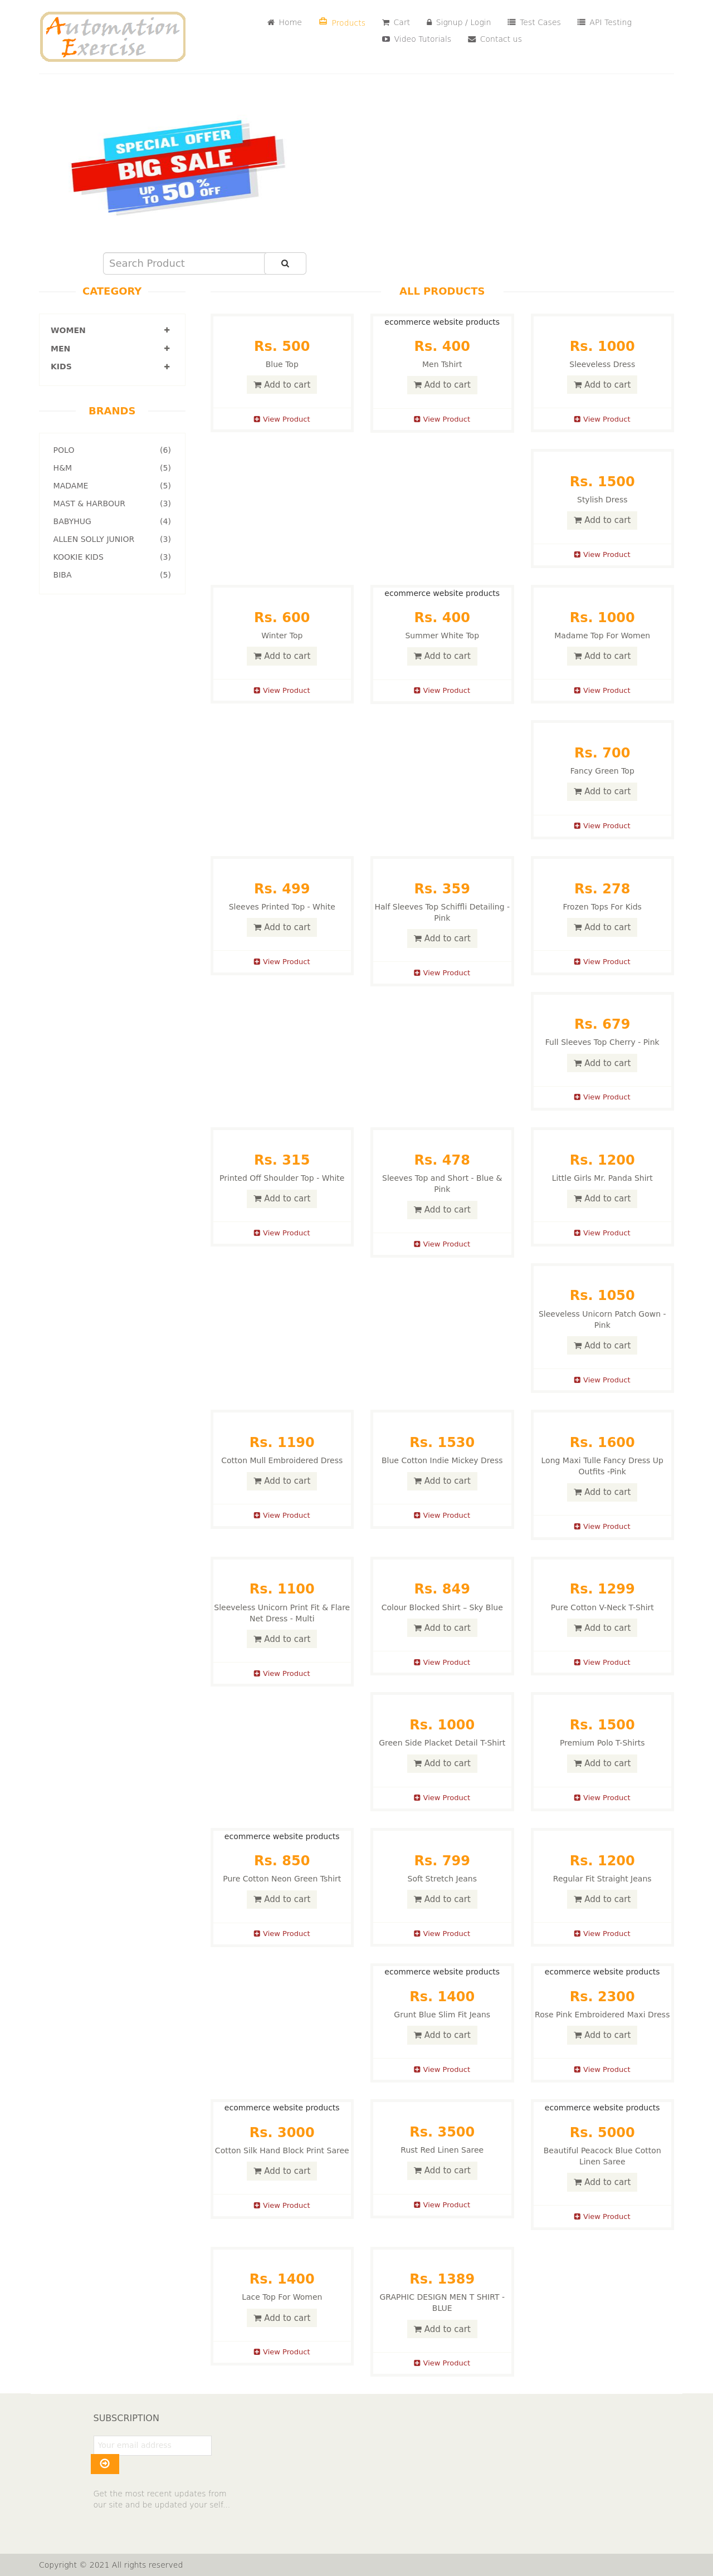 Automation
Exercise
Home
Products
Cart
Signup / Login
Test Cases
API Testing
Video Tutorials
Contact us
SPECIAL OFFER
BIG SALE
UP TO 50% OFF
Search Product
CATEGORY
WOMEN
MEN
KIDS
BRANDS
POLO (6)
H&M (5)
MADAME (5)
MAST & HARBOUR (3)
BABYHUG (4)
ALLEN SOLLY JUNIOR (3)
KOOKIE KIDS (3)
BIBA (5)
ALL PRODUCTS
Rs. 500
Blue Top
Add to cart
View Product
ecommerce website products
Rs. 400
Men Tshirt
Add to cart
View Product
Rs. 1000
Sleeveless Dress
Add to cart
View Product
Rs. 1500
Stylish Dress
Add to cart
View Product
Rs. 600
Winter Top
Add to cart
View Product
ecommerce website products
Rs. 400
Summer White Top
Add to cart
View Product
Rs. 1000
Madame Top For Women
Add to cart
View Product
Rs. 700
Fancy Green Top
Add to cart
View Product
Rs. 499
Sleeves Printed Top - White
Add to cart
View Product
Rs. 359
Half Sleeves Top Schiffli Detailing -
Pink
Add to cart
View Product
Rs. 278
Frozen Tops For Kids
Add to cart
View Product
Rs. 679
Full Sleeves Top Cherry - Pink
Add to cart
View Product
Rs. 315
Printed Off Shoulder Top - White
Add to cart
View Product
Rs. 478
Sleeves Top and Short - Blue &
Pink
Add to cart
View Product
Rs. 1200
Little Girls Mr. Panda Shirt
Add to cart
View Product
Rs. 1050
Sleeveless Unicorn Patch Gown -
Pink
Add to cart
View Product
Rs. 1190
Cotton Mull Embroidered Dress
Add to cart
View Product
Rs. 1530
Blue Cotton Indie Mickey Dress
Add to cart
View Product
Rs. 1600
Long Maxi Tulle Fancy Dress Up
Outfits -Pink
Add to cart
View Product
Rs. 1100
Sleeveless Unicorn Print Fit & Flare
Net Dress - Multi
Add to cart
View Product
Rs. 849
Colour Blocked Shirt – Sky Blue
Add to cart
View Product
Rs. 1299
Pure Cotton V-Neck T-Shirt
Add to cart
View Product
Rs. 1000
Green Side Placket Detail T-Shirt
Add to cart
View Product
Rs. 1500
Premium Polo T-Shirts
Add to cart
View Product
ecommerce website products
Rs. 850
Pure Cotton Neon Green Tshirt
Add to cart
View Product
Rs. 799
Soft Stretch Jeans
Add to cart
View Product
Rs. 1200
Regular Fit Straight Jeans
Add to cart
View Product
ecommerce website products
Rs. 1400
Grunt Blue Slim Fit Jeans
Add to cart
View Product
ecommerce website products
Rs. 2300
Rose Pink Embroidered Maxi Dress
Add to cart
View Product
ecommerce website products
Rs. 3000
Cotton Silk Hand Block Print Saree
Add to cart
View Product
Rs. 3500
Rust Red Linen Saree
Add to cart
View Product
ecommerce website products
Rs. 5000
Beautiful Peacock Blue Cotton
Linen Saree
Add to cart
View Product
Rs. 1400
Lace Top For Women
Add to cart
View Product
Rs. 1389
GRAPHIC DESIGN MEN T SHIRT -
BLUE
Add to cart
View Product
SUBSCRIPTION
Your email address
Get the most recent updates from
our site and be updated your self..
Copyright © 2021 All rights reserved